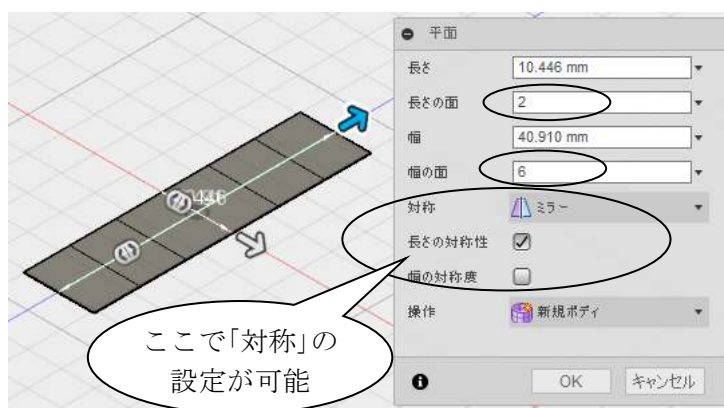 平面
長さ 10.446 mm
長さの面 2
幅 40.910 mm
幅の面 6
対称 ミラー
長さの対称性
幅の対称度
操作 新規ボディ
OK キャンセル
ここで「対称」の
設定が可能